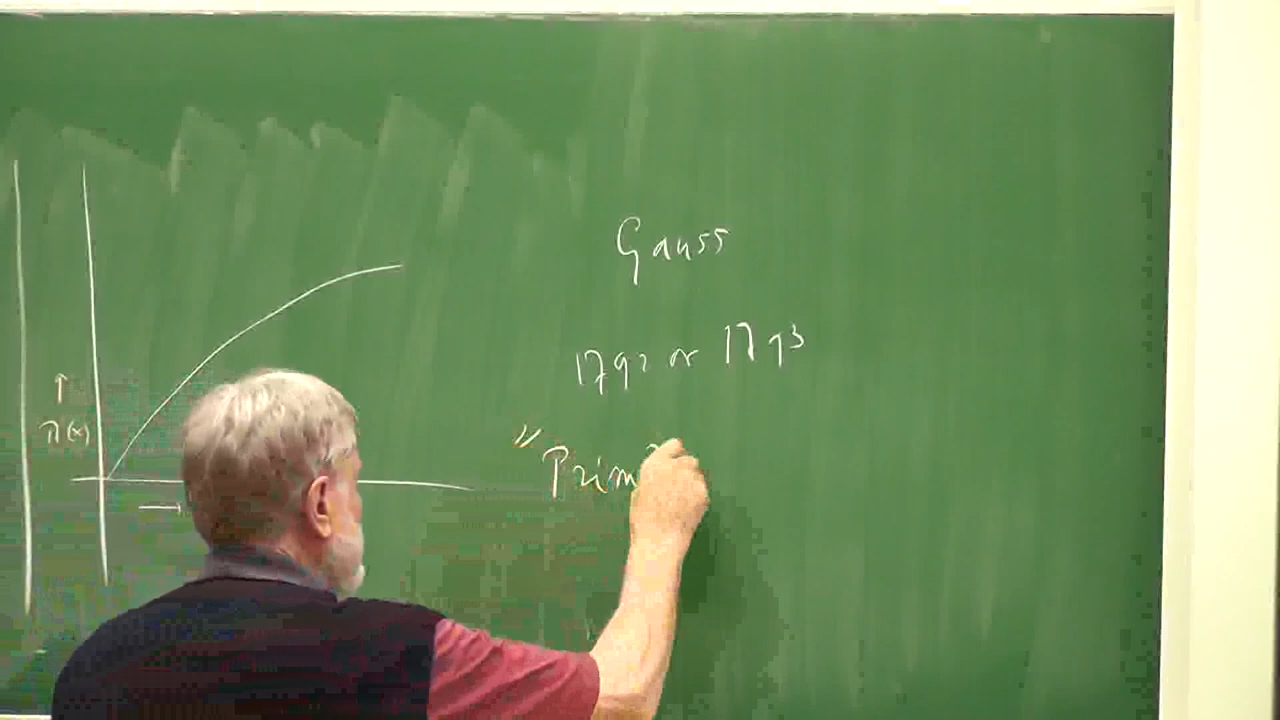 Gauss
1792 or 1793
π(x)
"Prim